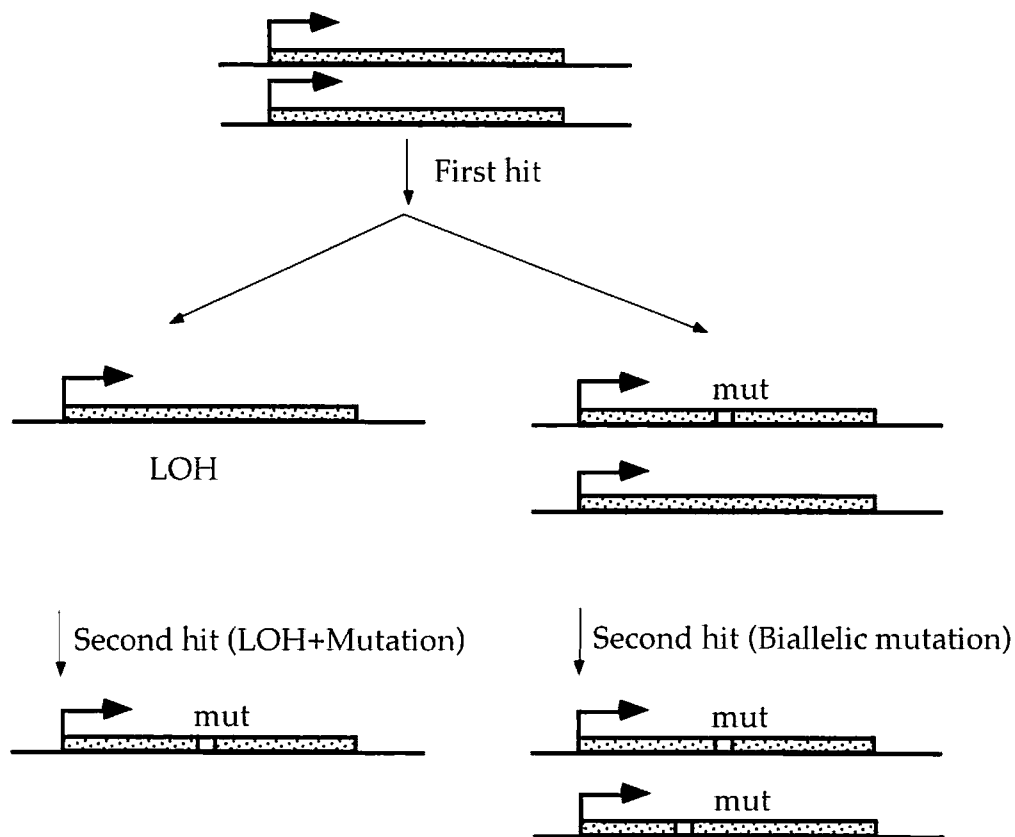 First hit
mut
LOH
Second hit (LOH+Mutation)
Second hit (Biallelic mutation)
mut
mut
mut